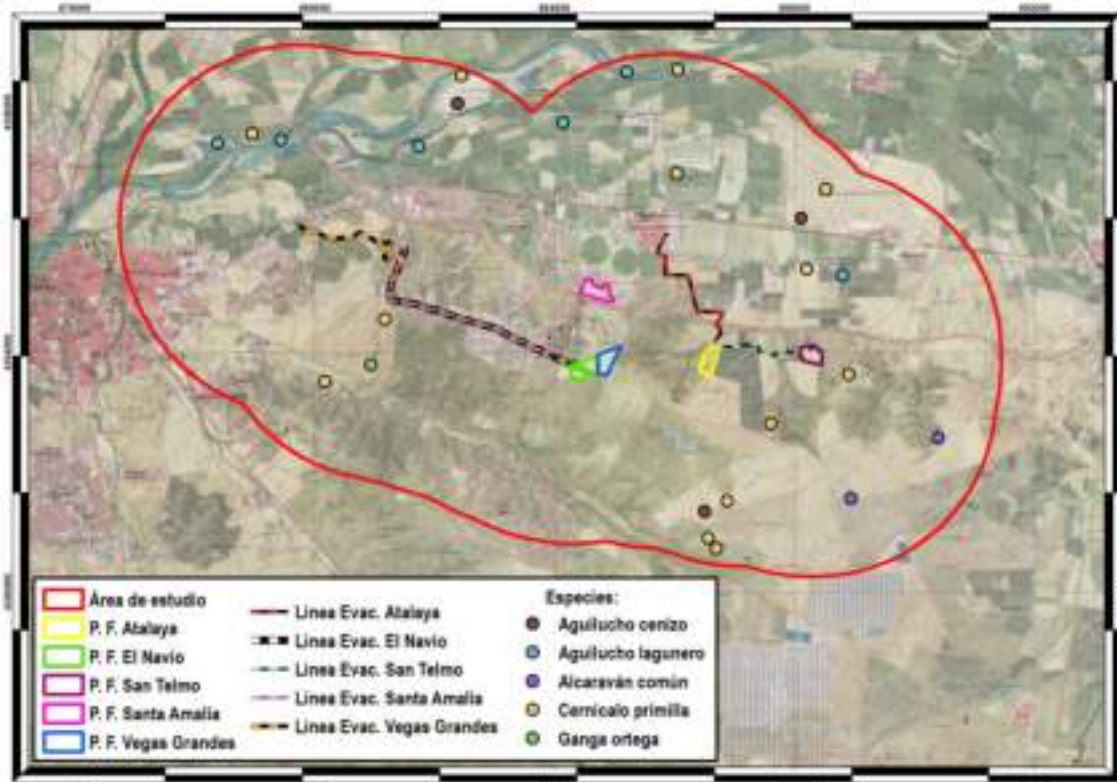 Área de estudio
P. F. Atalaya
P. F. El Navío
P. F. San Telmo
P. F. Santa Amalia
P. F. Vegas Grandes
Linea Evac. Atalaya
Linea Evac. El Navio
Linea Evac. San Telmo
Linea Evac. Santa Amalia
Linea Evac. Vegas Grandes
Especies:
Aguilucho cenizo
Aguilucho lagunero
Alcaraván común
Cernicalo primilla
Ganga ortega